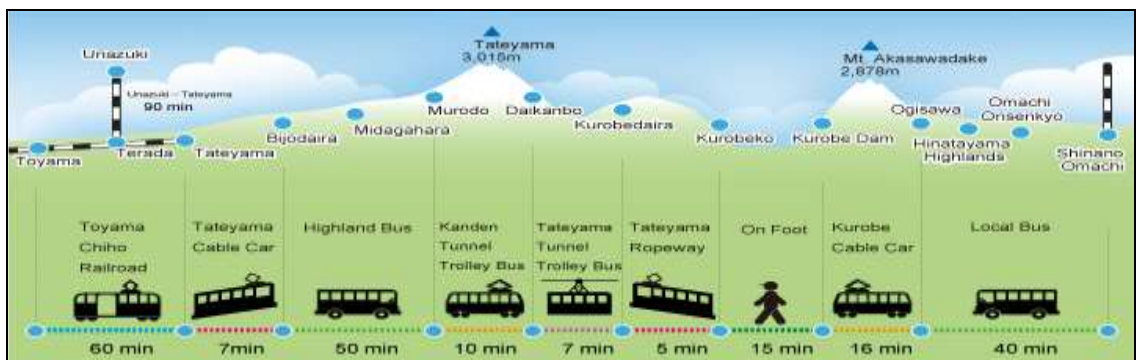 Unazuki
Unazuki - Tateyama
90 min
Tateyama
3,015m
Mt. Akasawadake
2,678m
Toyama
Terada
Tateyama
Bijodaira
Midagahara
Murodo
Daikanbo
Kurobedaira
Kurobeko
Kurobe Dam
Ogisawa
Hinatayama
Highlands
Omachi
Onsenkyo
Shinano
Omachi
Toyama
Chiho
Railroad
Tateyama
Cable Car
Highland Bus
Kanden
Tunnel
Trolley Bus
Tateyama
Tunnel
Trolley Bus
Tateyama
Ropeway
On Foot
Kurobe
Cable Car
Local Bus
60 min
7min
50 min
10 min
7 min
5 min
15 min
16 min
40 min